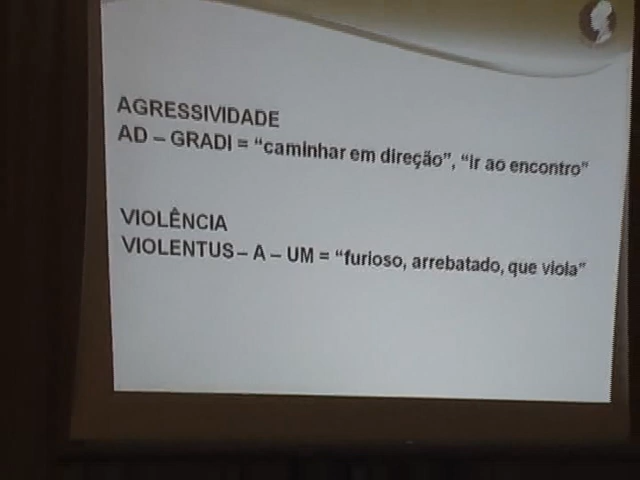 AGRESSIVIDADE
AD – GRADI = “caminhar em direção”, “ir ao encontro”
VIOLÊNCIA
VIOLENTUS – A – UM = “furioso, arrebatado, que viola”